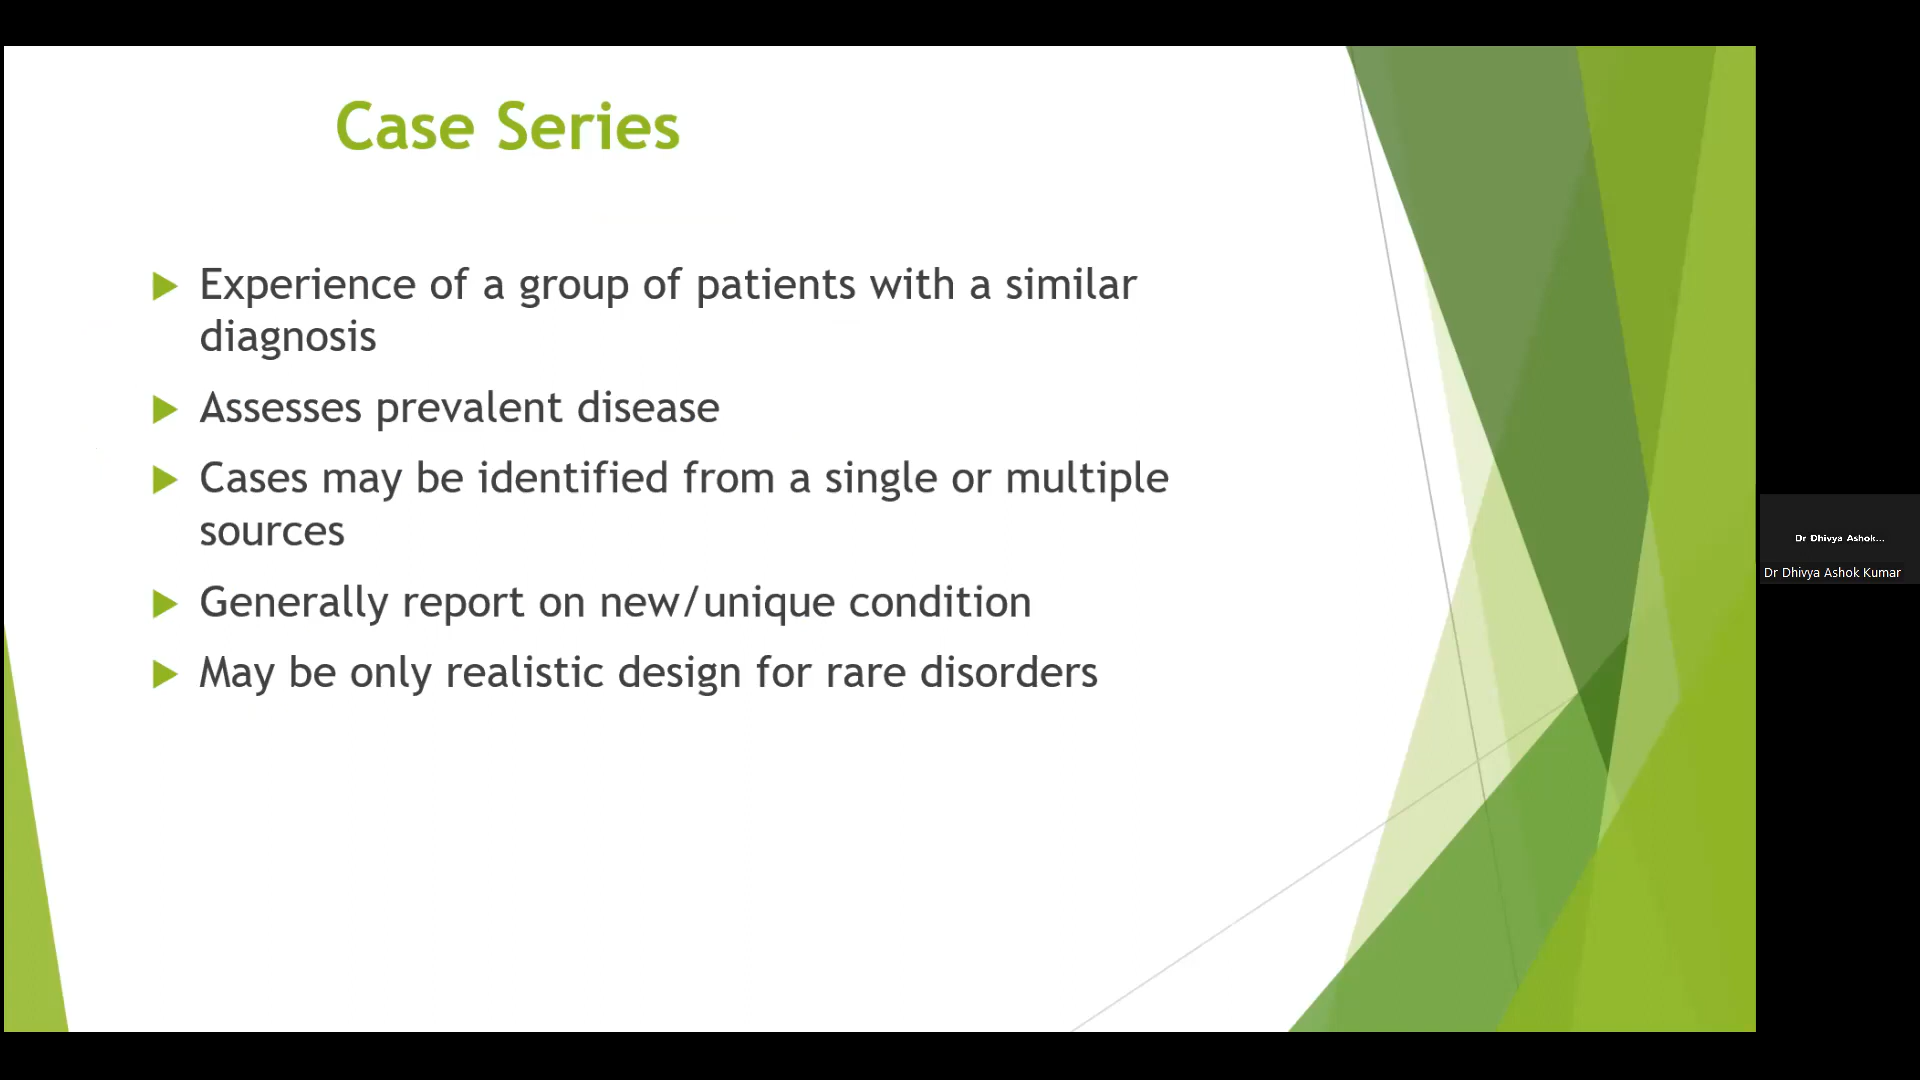 Case Series
Experience of a group of patients with a similar
diagnosis
Assesses prevalent disease
Cases may be identified from a single or multiple
sources
Generally report on new/unique condition
May be only realistic design for rare disorders
Dr Dhivya Ashok...
Dr Dhivya Ashok Kumar